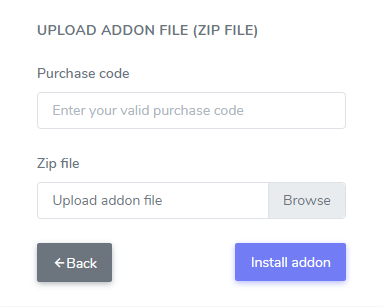 UPLOAD ADDON FILE (ZIP FILE)
Purchase code
Enter your valid purchase code
Zip file
Upload addon file Browse
←Back Install addon